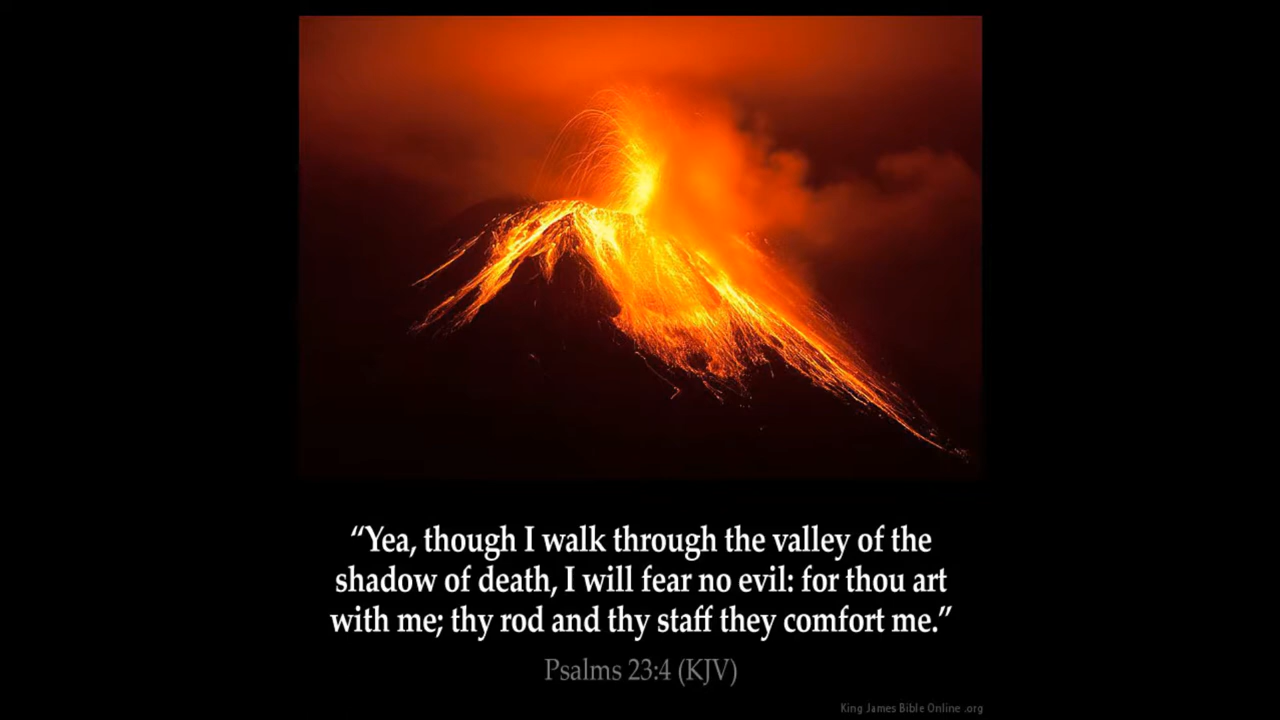 “Yea, though I walk through the valley of the
shadow of death, I will fear no evil: for thou art
with me; thy rod and thy staff they comfort me.”
Psalms 23:4 (KJV)
King James Bible Online .org